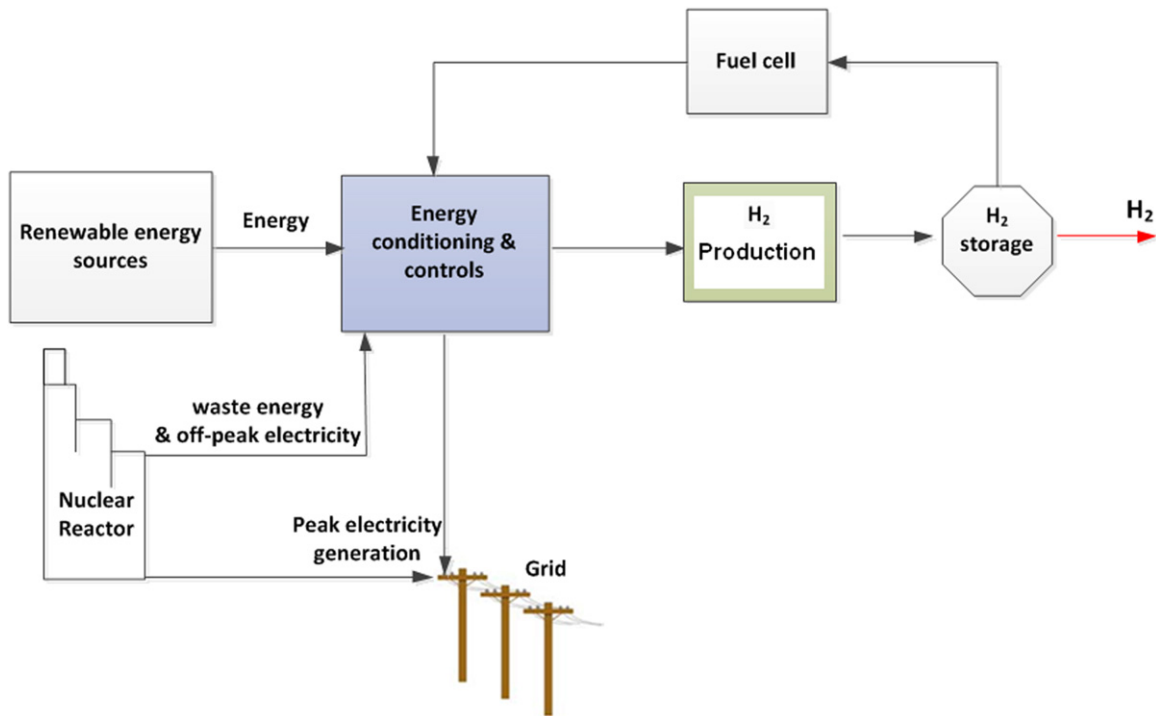 Fuel cell
Renewable energy
sources
Energy
Energy
conditioning &
controls
H₂
Production
H₂
storage
H₂
waste energy
& off-peak electricity
Nuclear
Reactor
Peak electricity
generation
Grid